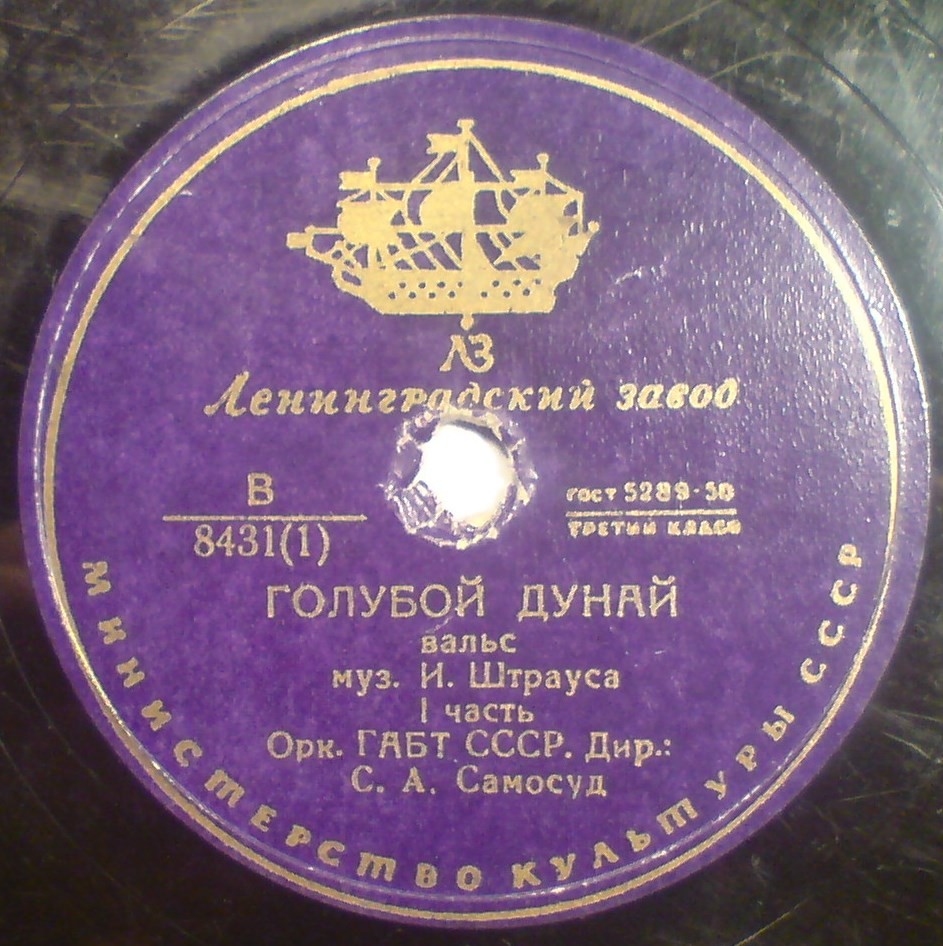 ЛЗ
Ленинградский завод
В
8431(1)
гост 5289-50
третий класс
ГОЛУБОЙ ДУНАЙ
вальс
муз. И. Штрауса
I часть
Орк. ГАБТ СССР. Дир.:
С. А. Самосуд
МИНИСТЕРСТВО КУЛЬТУРЫ СССР